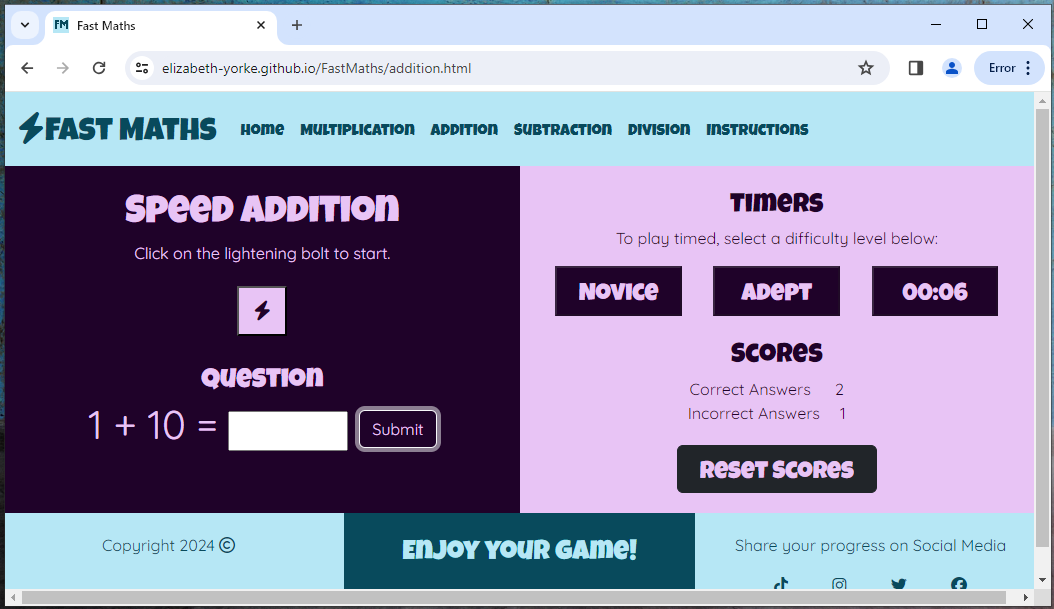 FM Fast Maths
elizabeth-yorke.github.io/FastMaths/addition.html
Error
FAST MATHS Home Multiplication Addition Subtraction Division Instructions
Speed Addition
Click on the lightening bolt to start.
Question
1 + 10 =
Submit
Timers
To play timed, select a difficulty level below:
Novice Adept 00:06
Scores
Correct Answers 2
Incorrect Answers 1
Reset Scores
Copyright 2024 ©
Enjoy your game!
Share your progress on Social Media